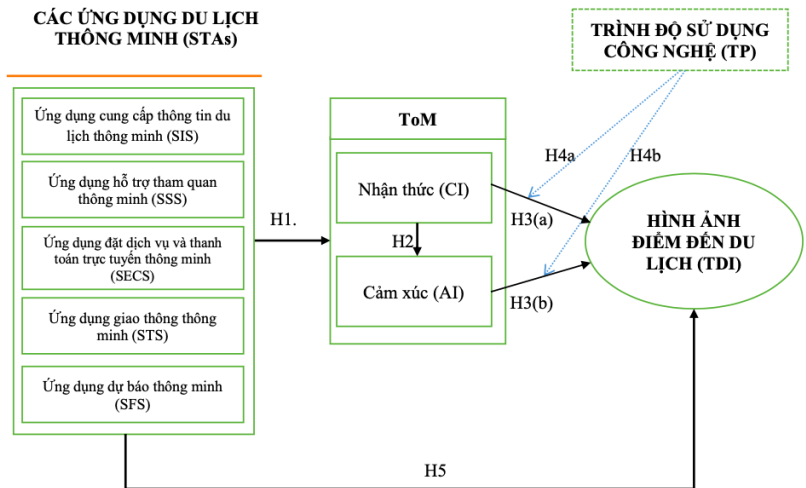 CÁC ỨNG DỤNG DU LỊCH
THÔNG MINH (STAs)
Ứng dụng cung cấp thông tin du
lịch thông minh (SIS)
Ứng dụng hỗ trợ tham quan
thông minh (SSS)
Ứng dụng đặt dịch vụ và thanh
toán trực tuyến thông minh
(SECS)
Ứng dụng giao thông thông
minh (STS)
Ứng dụng dự báo thông minh
(SFS)
H1.
ToM
Nhận thức (CI)
H2
Cảm xúc (AI)
TRÌNH ĐỘ SỬ DỤNG
CÔNG NGHỆ (TP)
H4a
H4b
H3(a)
H3(b)
HÌNH ẢNH
ĐIỂM ĐẾN DU
LỊCH (TDI)
H5